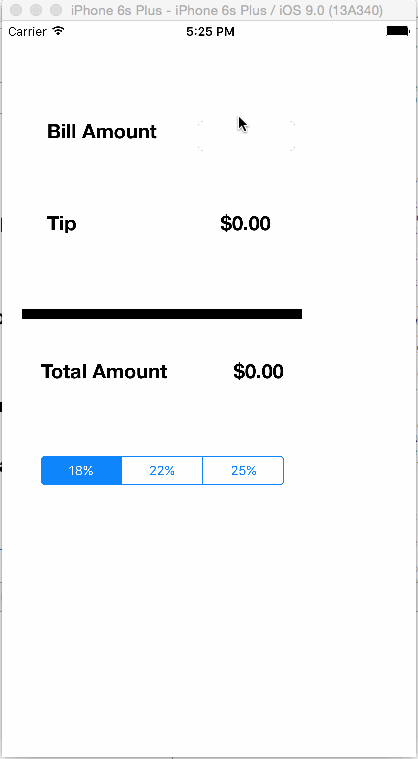 iPhone 6s Plus - iPhone 6s Plus / iOS 9.0 (13A340)
Carrier 5:25 PM
Bill Amount
Tip $0.00
Total Amount $0.00
18% 22% 25%